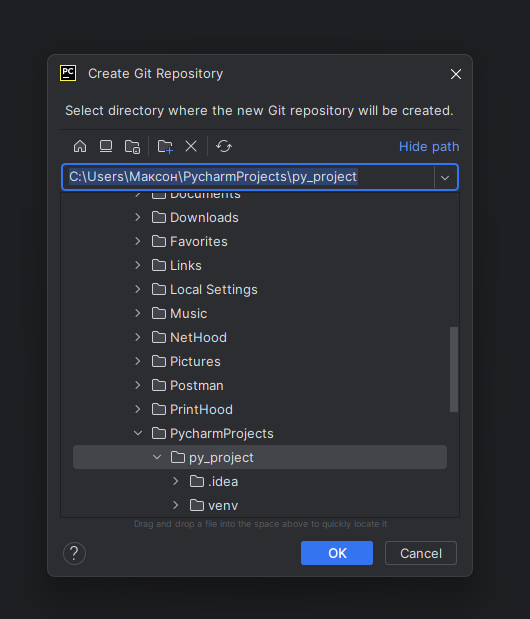 PC Create Git Repository
Select directory where the new Git repository will be created.
Hide path
C:\Users\Максон\PycharmProjects\py_project
Documents
Downloads
Favorites
Links
Local Settings
Music
NetHood
Pictures
Postman
PrintHood
PycharmProjects
py_project
.idea
venv
Drag and drop a file into the space above to quickly locate it
? OK Cancel